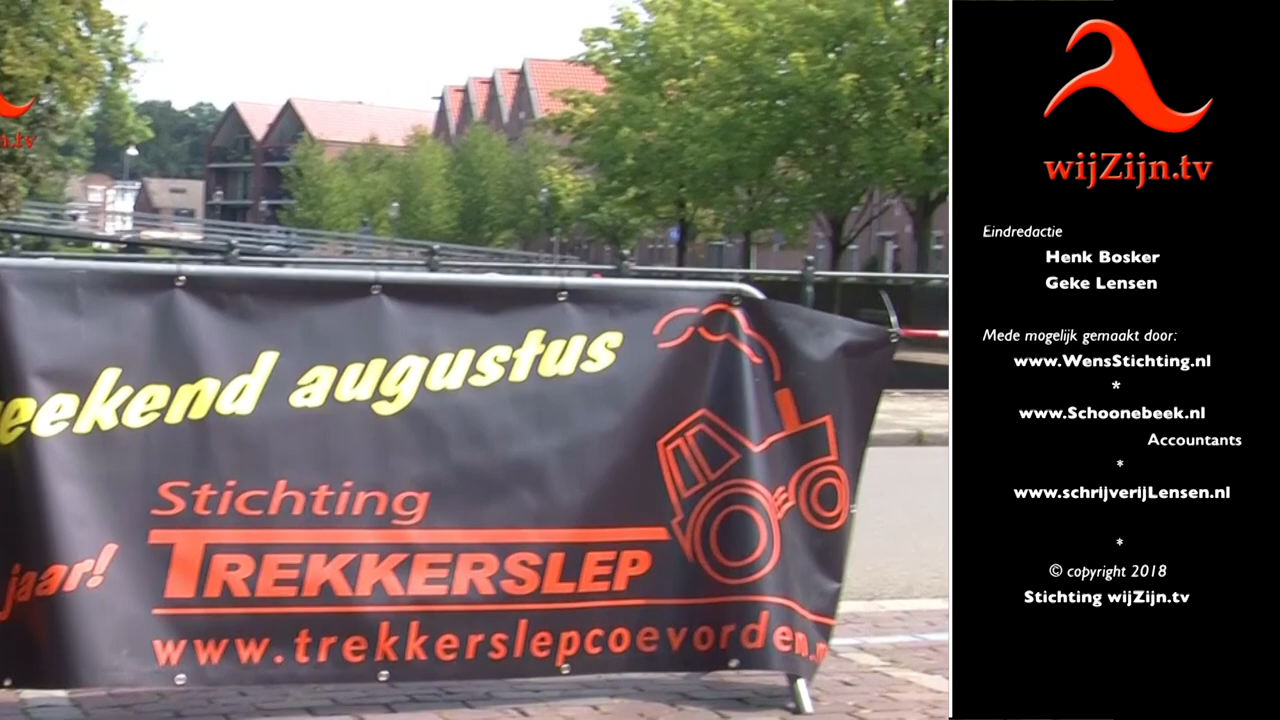 n.tv
eekend augustus
Stichting
TREKKERSLEP
jaar!
www.trekkerslepcoevorden.n
wijZijn.tv
Eindredactie
Henk Bosker
Geke Lensen
Mede mogelijk gemaakt door:
www.WensStichting.nl
*
www.Schoonebeek.nl
Accountants
*
www.schrijverijLensen.nl
*
© copyright 2018
Stichting wijZijn.tv